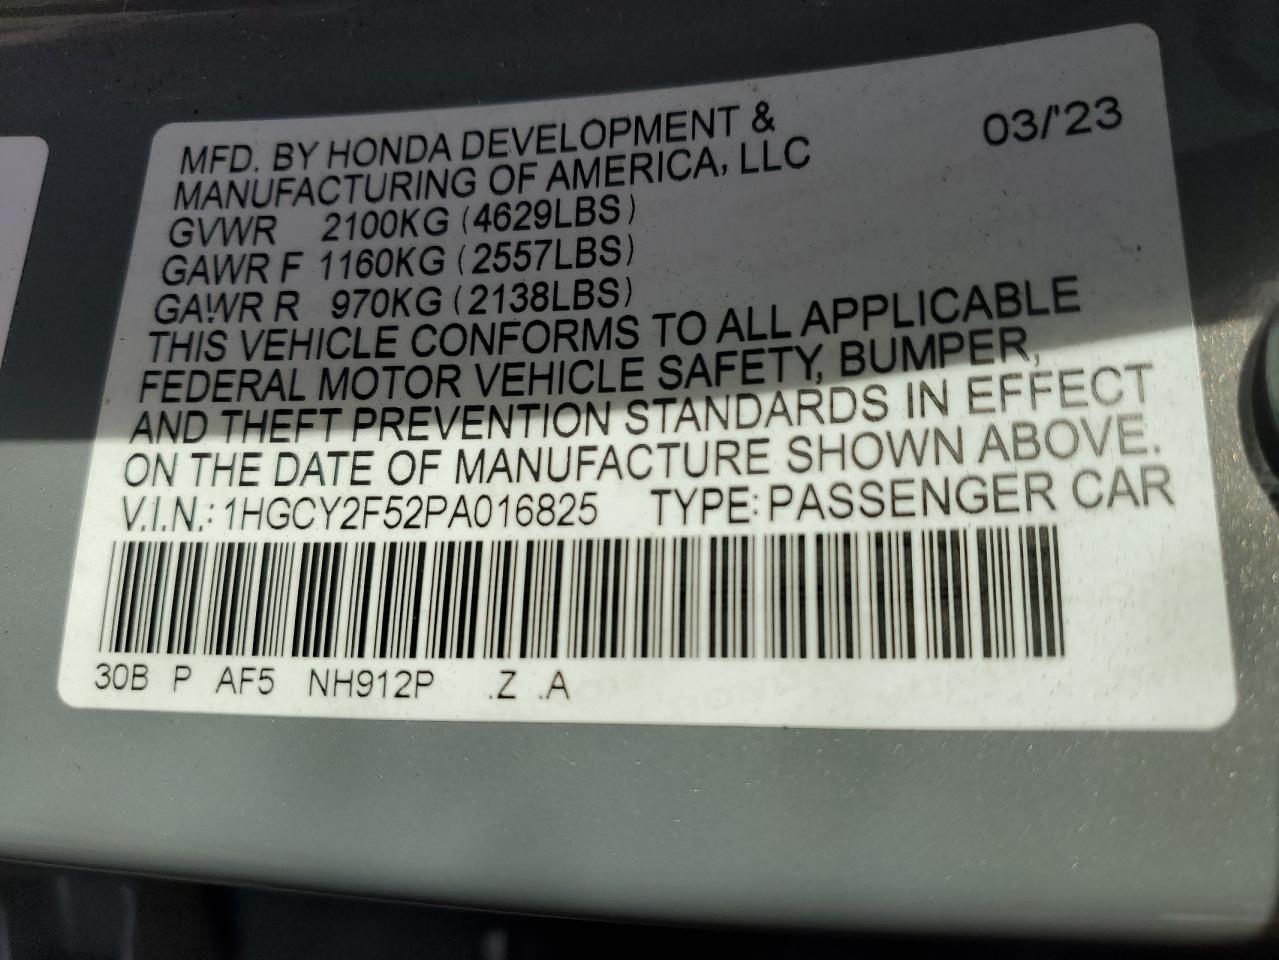 MFD. BY HONDA DEVELOPMENT &
MANUFACTURING OF AMERICA, LLC 03/'23
GVWR 2100KG (4629LBS)
GAWR F 1160KG (2557LBS)
GAWR R 970KG (2138LBS)
THIS VEHICLE CONFORMS TO ALL APPLICABLE
FEDERAL MOTOR VEHICLE SAFETY, BUMPER,
AND THEFT PREVENTION STANDARDS IN EFFECT
ON THE DATE OF MANUFACTURE SHOWN ABOVE.
V.I.N.: 1HGCY2F52PA016825 TYPE: PASSENGER CAR
30B P AF5 NH912P .Z .A